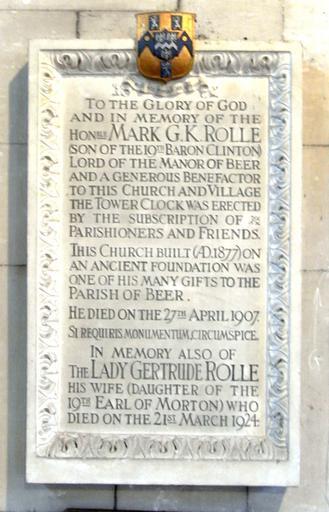 To the Glory of God
and in memory of the
Honble Mark G.K. Rolle
(son of the 19th Baron Clinton)
Lord of the Manor of Beer
and a generous Benefactor
to this Church and Village
the Tower Clock was erected
by the subscription of
Parishioners and Friends.
This Church built (A.D. 1877) on
an ancient foundation was
one of his many gifts to the
Parish of Beer.
He died on the 27th April 1907.
Si requiris monumentum, circumspice.
In memory also of
the Lady Gertrude Rolle
his wife (daughter of the
19th Earl of Morton) who
died on the 21st March 1924.